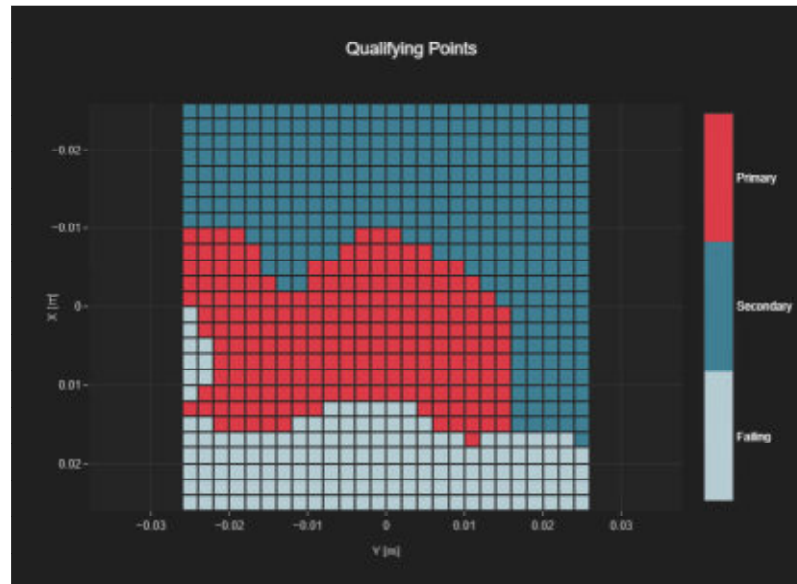 Qualifying Points
Primary
Secondary
Failing
X [m]
−0.02
−0.01
0
0.01
0.02
−0.03
−0.02
−0.01
0
0.01
0.02
0.03
Y [m]